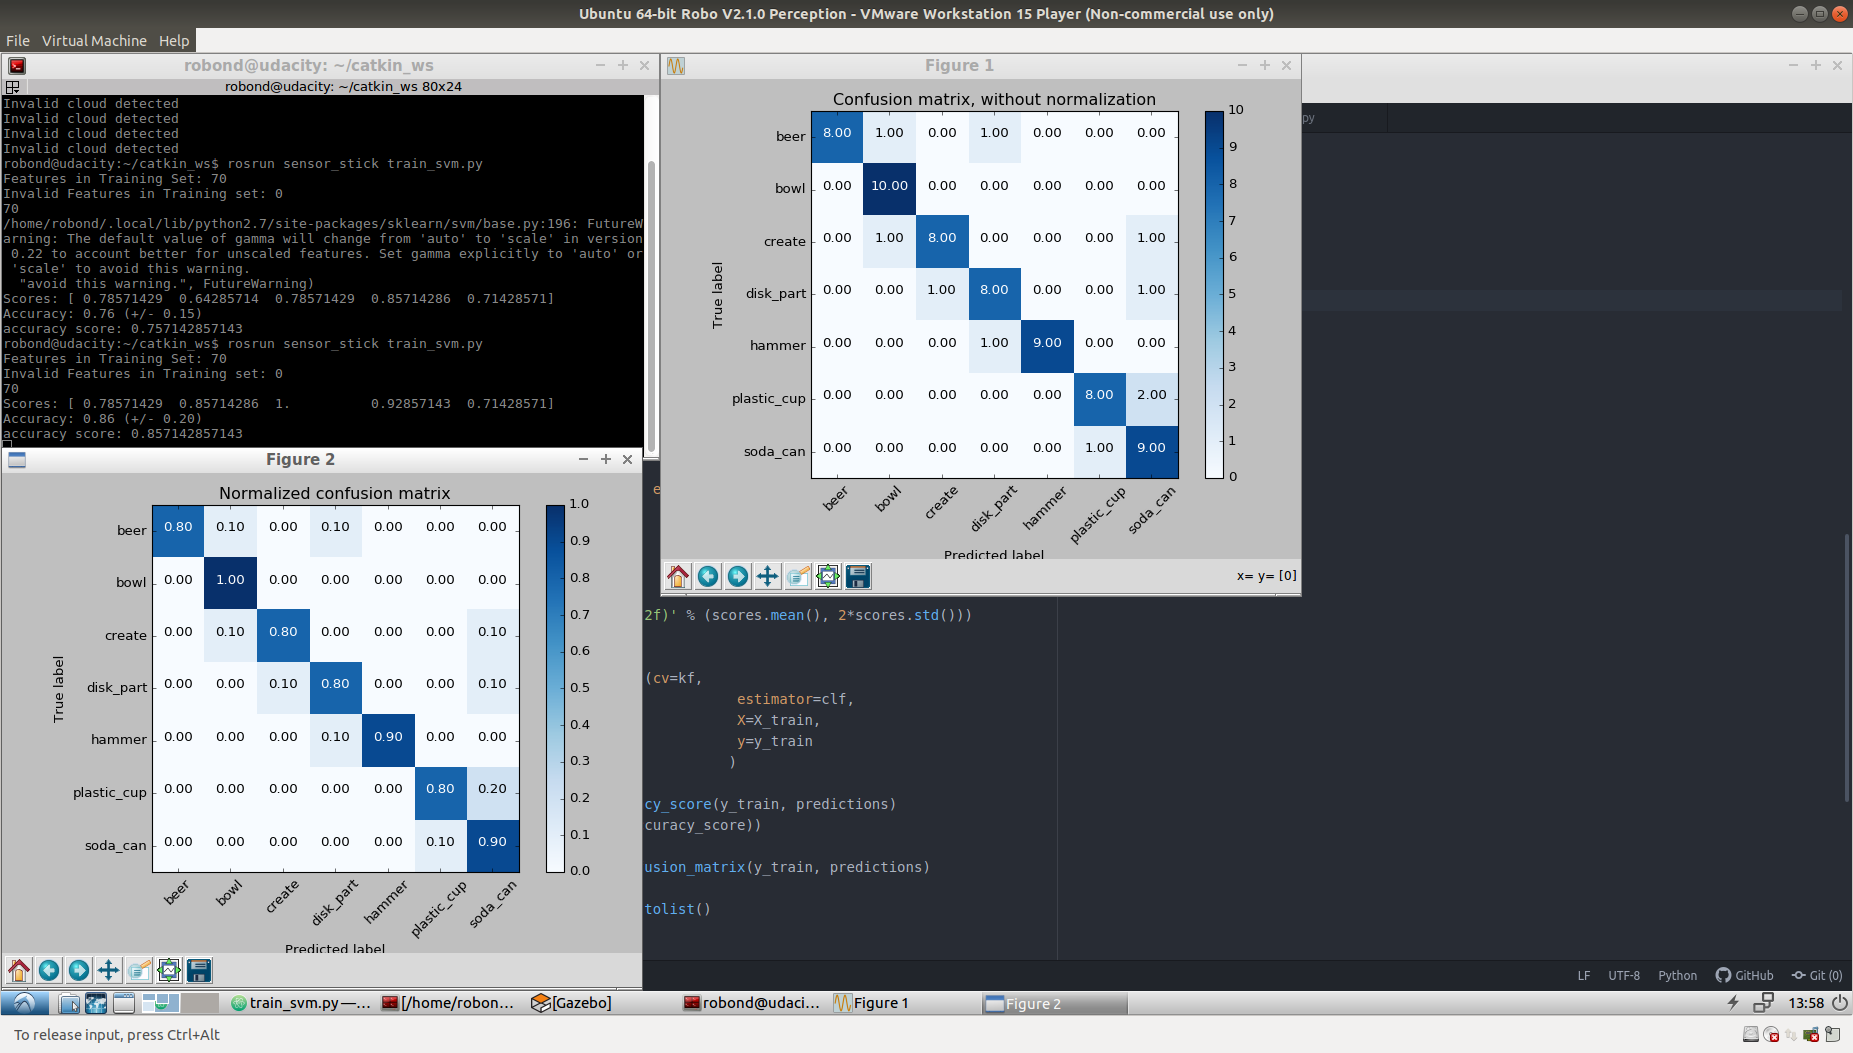 Ubuntu 64-bit Robo V2.1.0 Perception - VMware Workstation 15 Player (Non-commercial use only)
File Virtual Machine Help
robond@udacity: ~/catkin_ws
robond@udacity: ~/catkin_ws 80x24
Invalid cloud detected
Invalid cloud detected
Invalid cloud detected
Invalid cloud detected
robond@udacity:~/catkin_ws$ rosrun sensor_stick train_svm.py
Features in Training Set: 70
Invalid Features in Training set: 0
70
/home/robond/.local/lib/python2.7/site-packages/sklearn/svm/base.py:196: FutureW
arning: The default value of gamma will change from 'auto' to 'scale' in version
0.22 to account better for unscaled features. Set gamma explicitly to 'auto' or
'scale' to avoid this warning.
"avoid this warning.", FutureWarning)
Scores: [ 0.78571429 0.64285714 0.78571429 0.85714286 0.71428571]
Accuracy: 0.76 (+/- 0.15)
accuracy score: 0.757142857143
robond@udacity:~/catkin_ws$ rosrun sensor_stick train_svm.py
Features in Training Set: 70
Invalid Features in Training set: 0
70
Scores: [ 0.78571429 0.85714286 1. 0.92857143 0.71428571]
Accuracy: 0.86 (+/- 0.20)
accuracy score: 0.857142857143
Figure 1
Confusion matrix, without normalization
True label
beer 8.00 1.00 0.00 1.00 0.00 0.00 0.00
bowl 0.00 10.00 0.00 0.00 0.00 0.00 0.00
create 0.00 1.00 8.00 0.00 0.00 0.00 1.00
disk_part 0.00 0.00 1.00 8.00 0.00 0.00 1.00
hammer 0.00 0.00 0.00 1.00 9.00 0.00 0.00
plastic_cup 0.00 0.00 0.00 0.00 0.00 8.00 2.00
soda_can 0.00 0.00 0.00 0.00 0.00 1.00 9.00
beer bowl create disk_part hammer plastic_cup soda_can
Predicted label
10
9
8
7
6
5
4
3
2
1
0
x= y= [0]
py
Figure 2
Normalized confusion matrix
True label
beer 0.80 0.10 0.00 0.10 0.00 0.00 0.00
bowl 0.00 1.00 0.00 0.00 0.00 0.00 0.00
create 0.00 0.10 0.80 0.00 0.00 0.00 0.10
disk_part 0.00 0.00 0.10 0.80 0.00 0.00 0.10
hammer 0.00 0.00 0.00 0.10 0.90 0.00 0.00
plastic_cup 0.00 0.00 0.00 0.00 0.00 0.80 0.20
soda_can 0.00 0.00 0.00 0.00 0.00 0.10 0.90
beer bowl create disk_part hammer plastic_cup soda_can
Predicted label
1.0
0.9
0.8
0.7
0.6
0.5
0.4
0.3
0.2
0.1
0.0
e
2f)' % (scores.mean(), 2*scores.std()))
(cv=kf,
estimator=clf,
X=X_train,
y=y_train
)
cy_score(y_train, predictions)
curacy_score))
usion_matrix(y_train, predictions)
tolist()
LF UTF-8 Python GitHub Git (0)
train_svm.py —... [/home/robon... [Gazebo] robond@udaci... Figure 1 Figure 2 13:58
To release input, press Ctrl+Alt